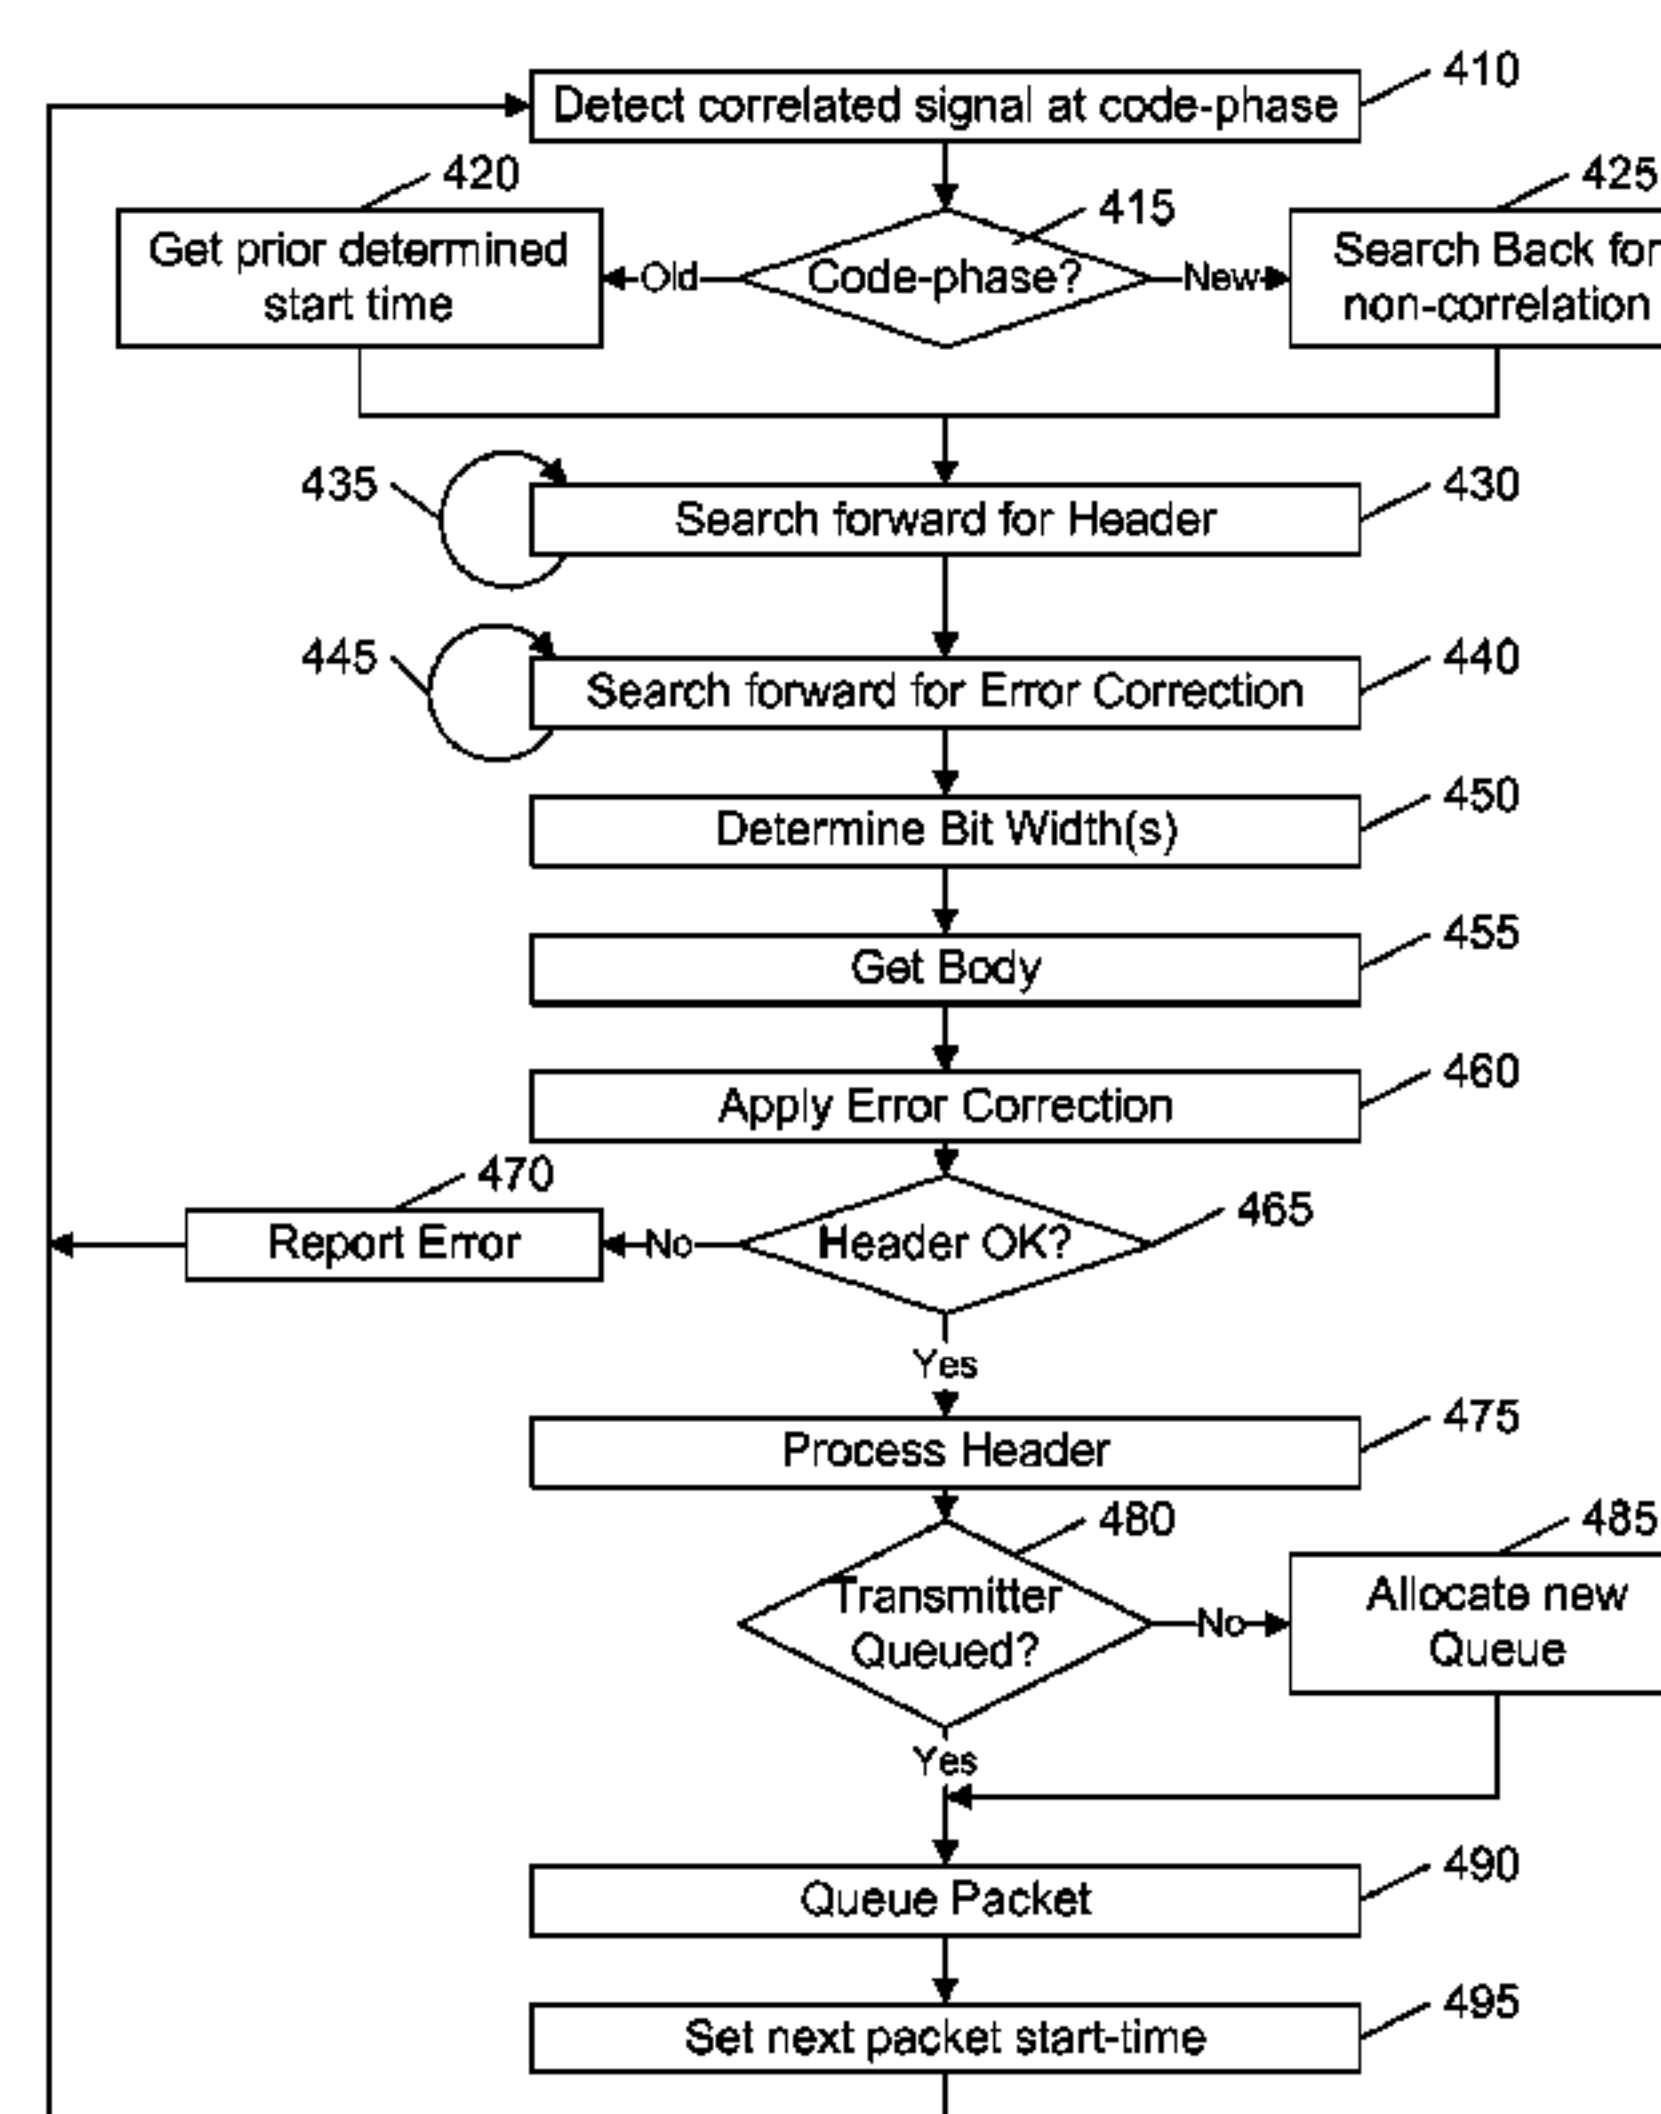 410
Detect correlated signal at code-phase
420
415
425
Get prior determined
start time
Old
Code-phase?
New
Search Back for
non-correlation
435
430
Search forward for Header
445
440
Search forward for Error Correction
450
Determine Bit Width(s)
455
Get Body
460
Apply Error Correction
470
465
Report Error
No
Header OK?
Yes
475
Process Header
480
485
Transmitter
Queued?
No
Allocate new
Queue
Yes
490
Queue Packet
495
Set next packet start-time